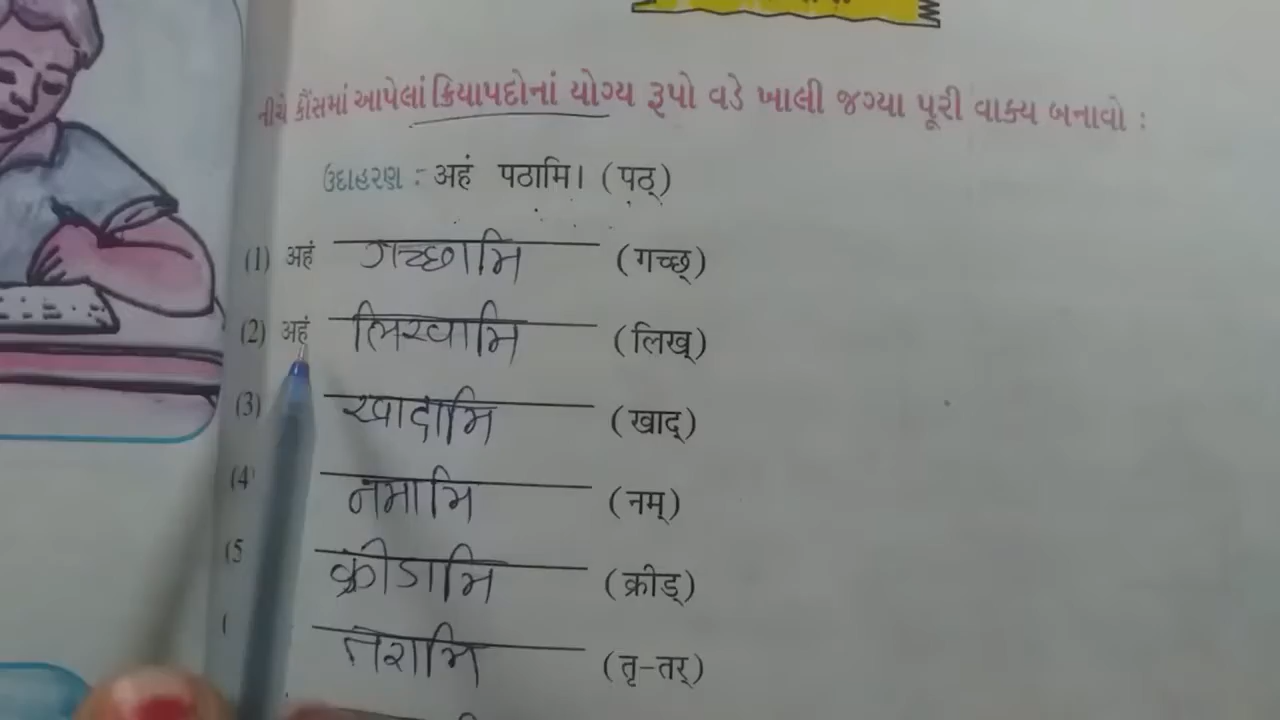 નીચે કૌંસમાં આપેલાં ક્રિયાપદોનાં યોગ્ય રૂપો વડે ખાલી જગ્યા પૂરી વાક્ય બનાવો :
ઉદાહરણ :- अहं पठामि। (पठ्)
(1) अहं गच्छामि (गच्छ्)
(2) अहं लिखामि (लिख्)
(3) खादामि (खाद्)
(4 नमामि (नम्)
(5 क्रीडामि (क्रीड्)
तरामि (तृ-तर्)